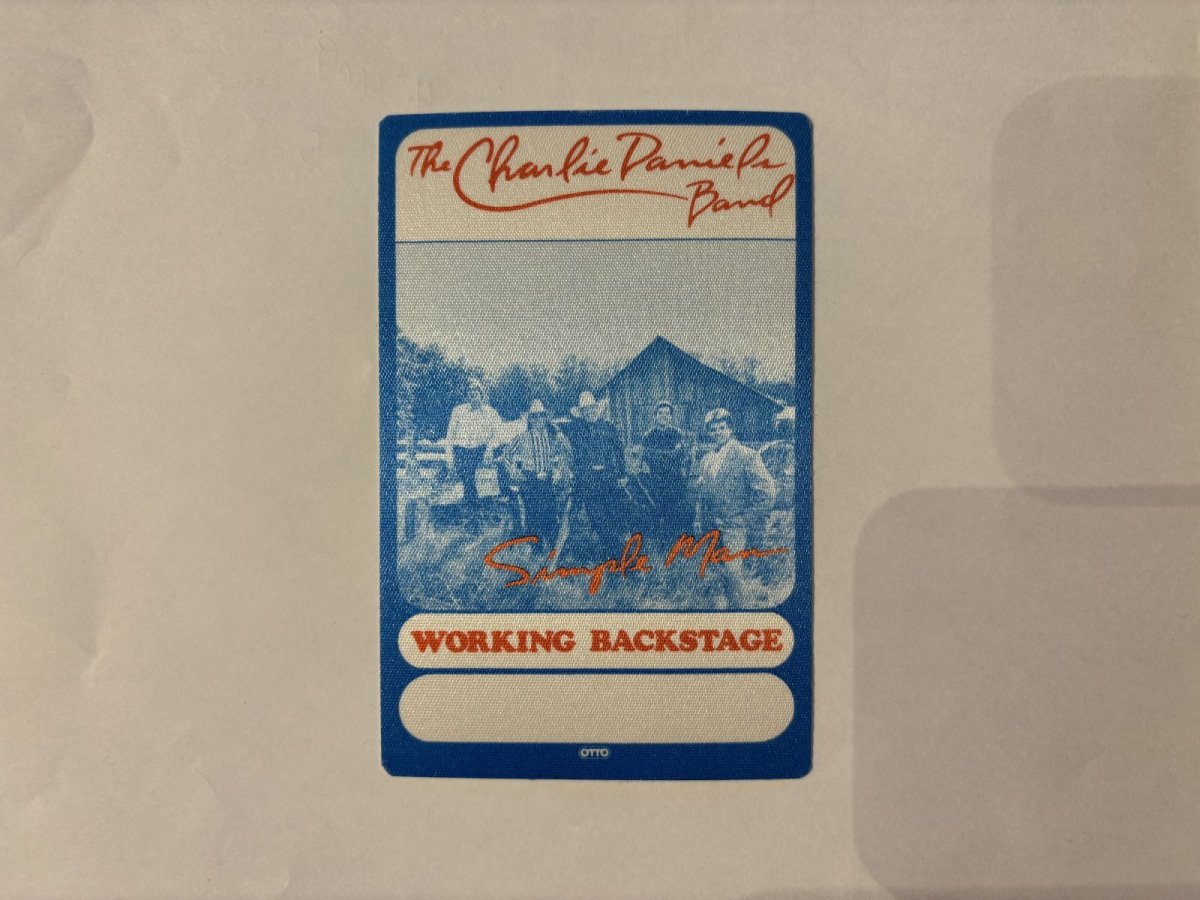 The Charlie Daniels
Band
Simple Man
WORKING BACKSTAGE
OTTO